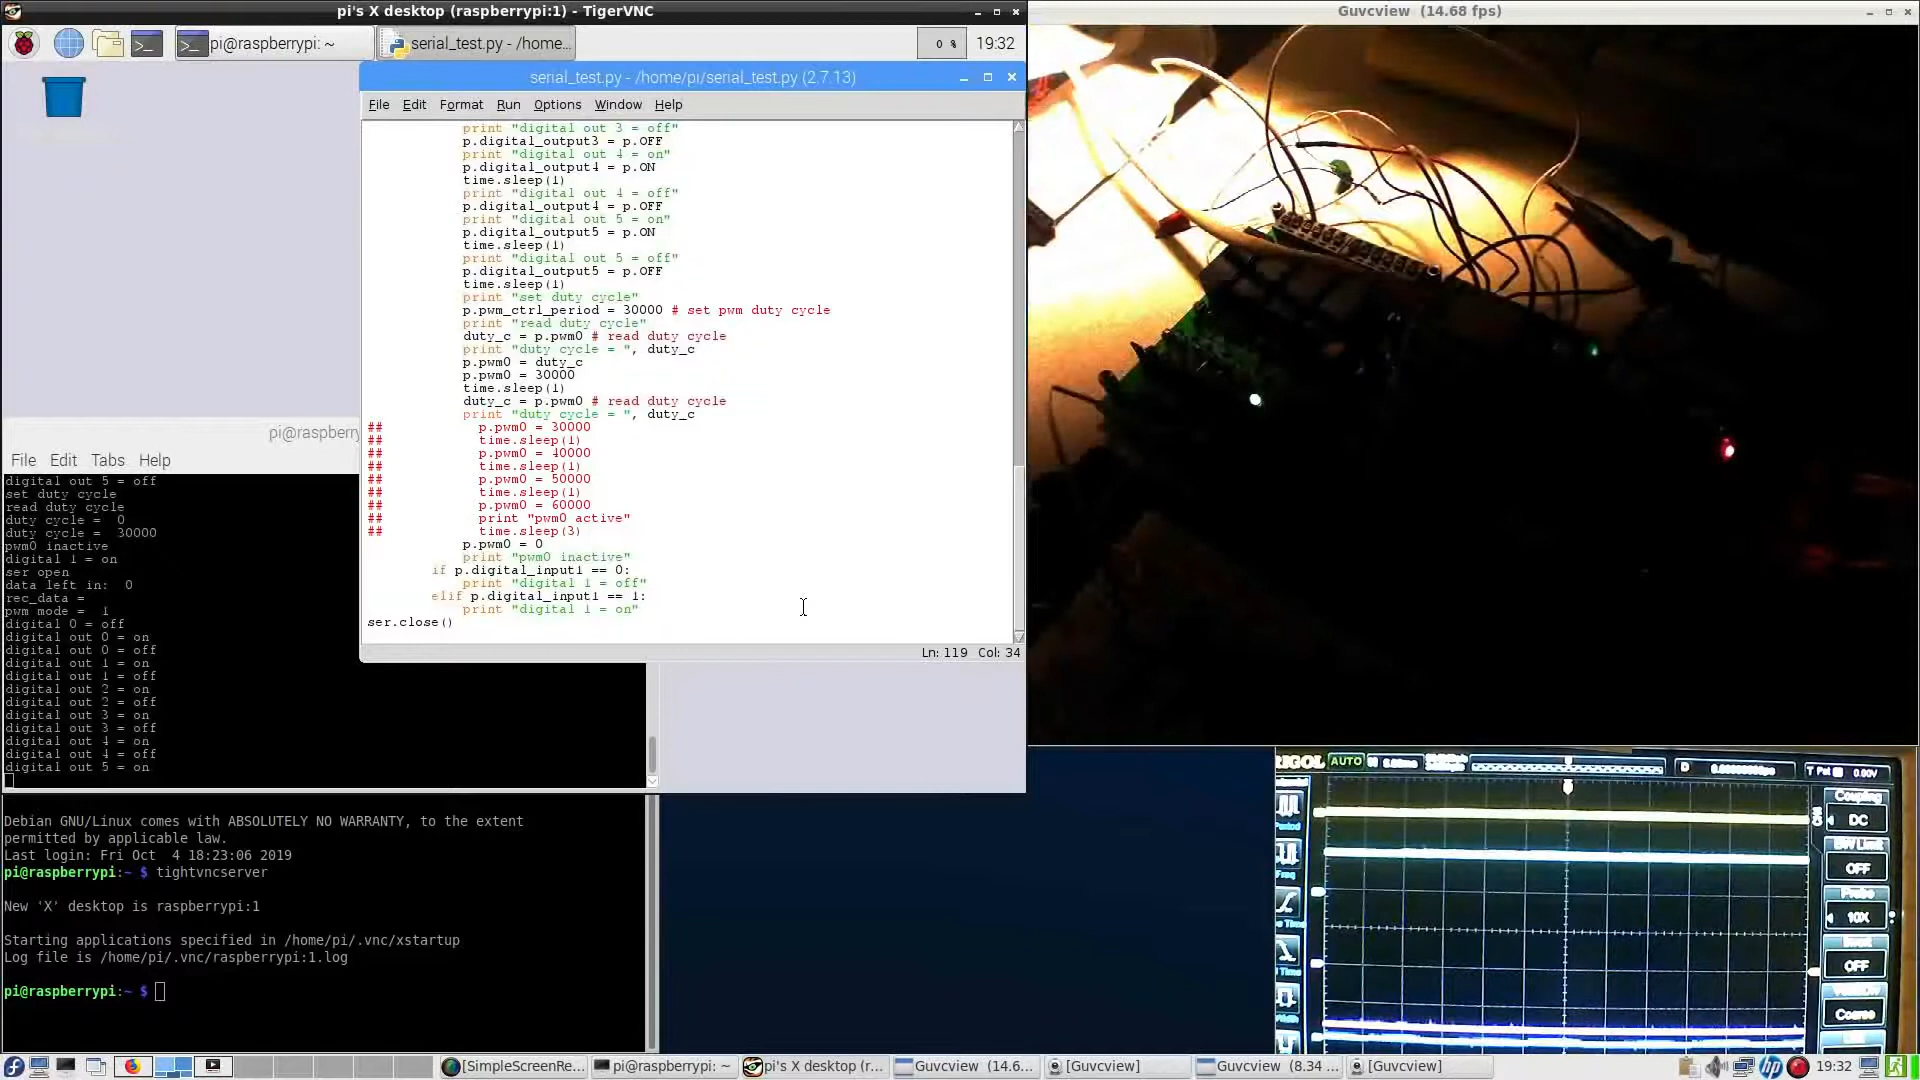 pi's X desktop (raspberrypi:1) - TigerVNC
Guvcview (14.68 fps)
pi@raspberrypi: ~
serial_test.py - /home...
0 %
19:32
serial_test.py - /home/pi/serial_test.py (2.7.13)
File Edit Format Run Options Window Help
print "digital out 3 = off"
p.digital_output3 = p.OFF
print "digital out 4 = on"
p.digital_output4 = p.ON
time.sleep(1)
print "digital out 4 = off"
p.digital_output4 = p.OFF
print "digital out 5 = on"
p.digital_output5 = p.ON
time.sleep(1)
print "digital out 5 = off"
p.digital_output5 = p.OFF
time.sleep(1)
print "set duty cycle"
p.pwm_ctrl_period = 30000 # set pwm duty cycle
print "read duty cycle"
duty_c = p.pwm0 # read duty cycle
print "duty cycle = ", duty_c
p.pwm0 = duty_c
p.pwm0 = 30000
time.sleep(1)
duty_c = p.pwm0 # read duty cycle
print "duty cycle = ", duty_c
## p.pwm0 = 30000
## time.sleep(1)
## p.pwm0 = 40000
## time.sleep(1)
## p.pwm0 = 50000
## time.sleep(1)
## p.pwm0 = 60000
## print "pwm0 active"
## time.sleep(3)
p.pwm0 = 0
print "pwm0 inactive"
if p.digital_input1 == 0:
print "digital 1 = off"
elif p.digital_input1 == 1:
print "digital 1 = on"
ser.close()
Ln: 119 Col: 34
pi@raspberry
File Edit Tabs Help
digital out 5 = off
set duty cycle
read duty cycle
duty cycle =  0
duty cycle =  30000
pwm0 inactive
digital 1 = on
ser open
data left in:  0
rec_data =
pwm mode =  1
digital 0 = off
digital out 0 = on
digital out 0 = off
digital out 1 = on
digital out 1 = off
digital out 2 = on
digital out 2 = off
digital out 3 = on
digital out 3 = off
digital out 4 = on
digital out 4 = off
digital out 5 = on
Debian GNU/Linux comes with ABSOLUTELY NO WARRANTY, to the extent
permitted by applicable law.
Last login: Fri Oct  4 18:23:06 2019
pi@raspberrypi:~ $ tightvncserver
New 'X' desktop is raspberrypi:1
Starting applications specified in /home/pi/.vnc/xstartup
Log file is /home/pi/.vnc/raspberrypi:1.log
pi@raspberrypi:~ $
RIGOL AUTO H
D
T
0.00V
Coupling
DC
BW Limit
OFF
Probe
10X
OFF
Coarse
Period
Freq
[SimpleScreenRe...
pi@raspberrypi: ~
pi's X desktop (r...
Guvcview (14.6...
[Guvcview]
Guvcview (8.34 ...
[Guvcview]
hp
19:32